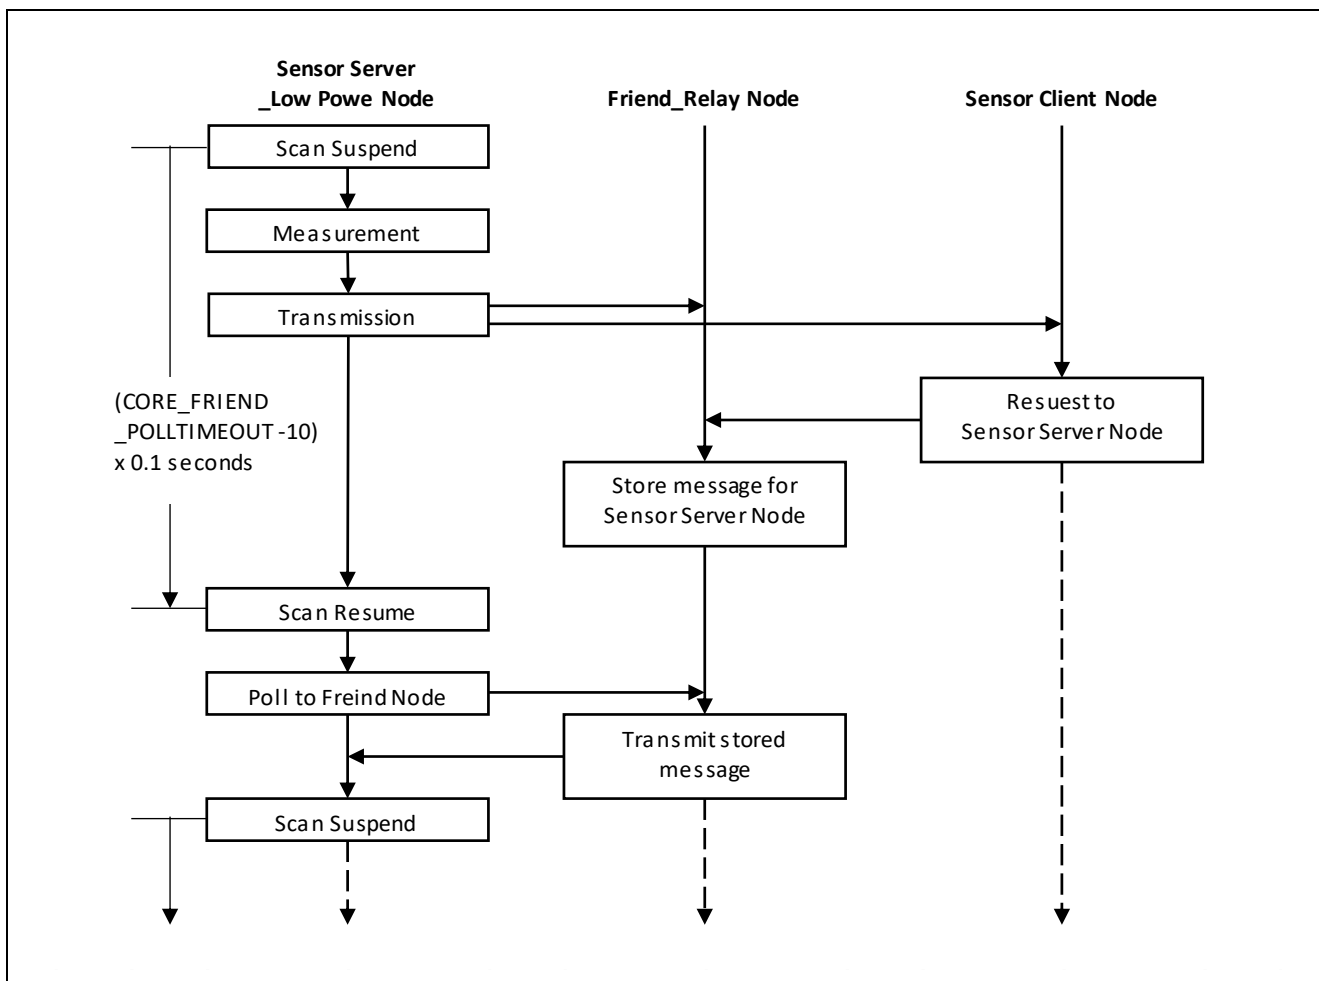 Sensor Server
_Low Powe Node
Friend_Relay Node
Sensor Client Node
Scan Suspend
Measurement
Transmission
(CORE_FRIEND
_POLLTIMEOUT -10)
x 0.1 seconds
Resuest to
Sensor Server Node
Store message for
Sensor Server Node
Scan Resume
Poll to Freind Node
Transmit stored
message
Scan Suspend